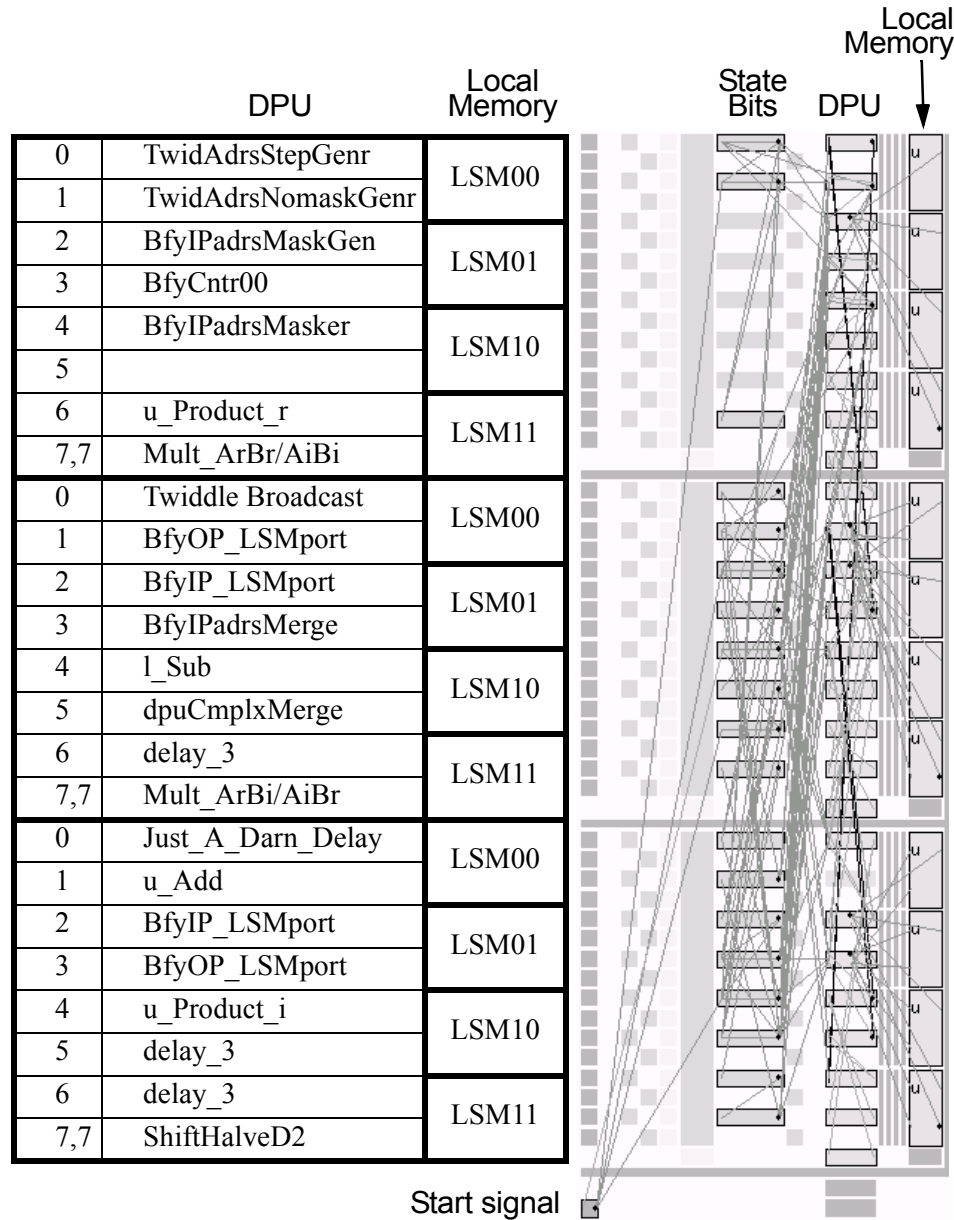 Local
Memory
DPU
Local
Memory
State
Bits
DPU
0 TwidAdrsStepGenr
LSM00
1 TwidAdrsNomaskGenr
2 BfyIPadrsMaskGen
LSM01
3 BfyCntr00
4 BfyIPadrsMasker
LSM10
5
6 u_Product_r
LSM11
7,7 Mult_ArBr/AiBi
0 Twiddle Broadcast
LSM00
1 BfyOP_LSMport
2 BfyIP_LSMport
LSM01
3 BfyIPadrsMerge
4 l_Sub
LSM10
5 dpuCmplxMerge
6 delay_3
LSM11
7,7 Mult_ArBi/AiBr
0 Just_A_Darn_Delay
LSM00
1 u_Add
2 BfyIP_LSMport
LSM01
3 BfyOP_LSMport
4 u_Product_i
LSM10
5 delay_3
6 delay_3
LSM11
7,7 ShiftHalveD2
u
u
u
u
u
u
u
u
u
u
u
u
Start signal